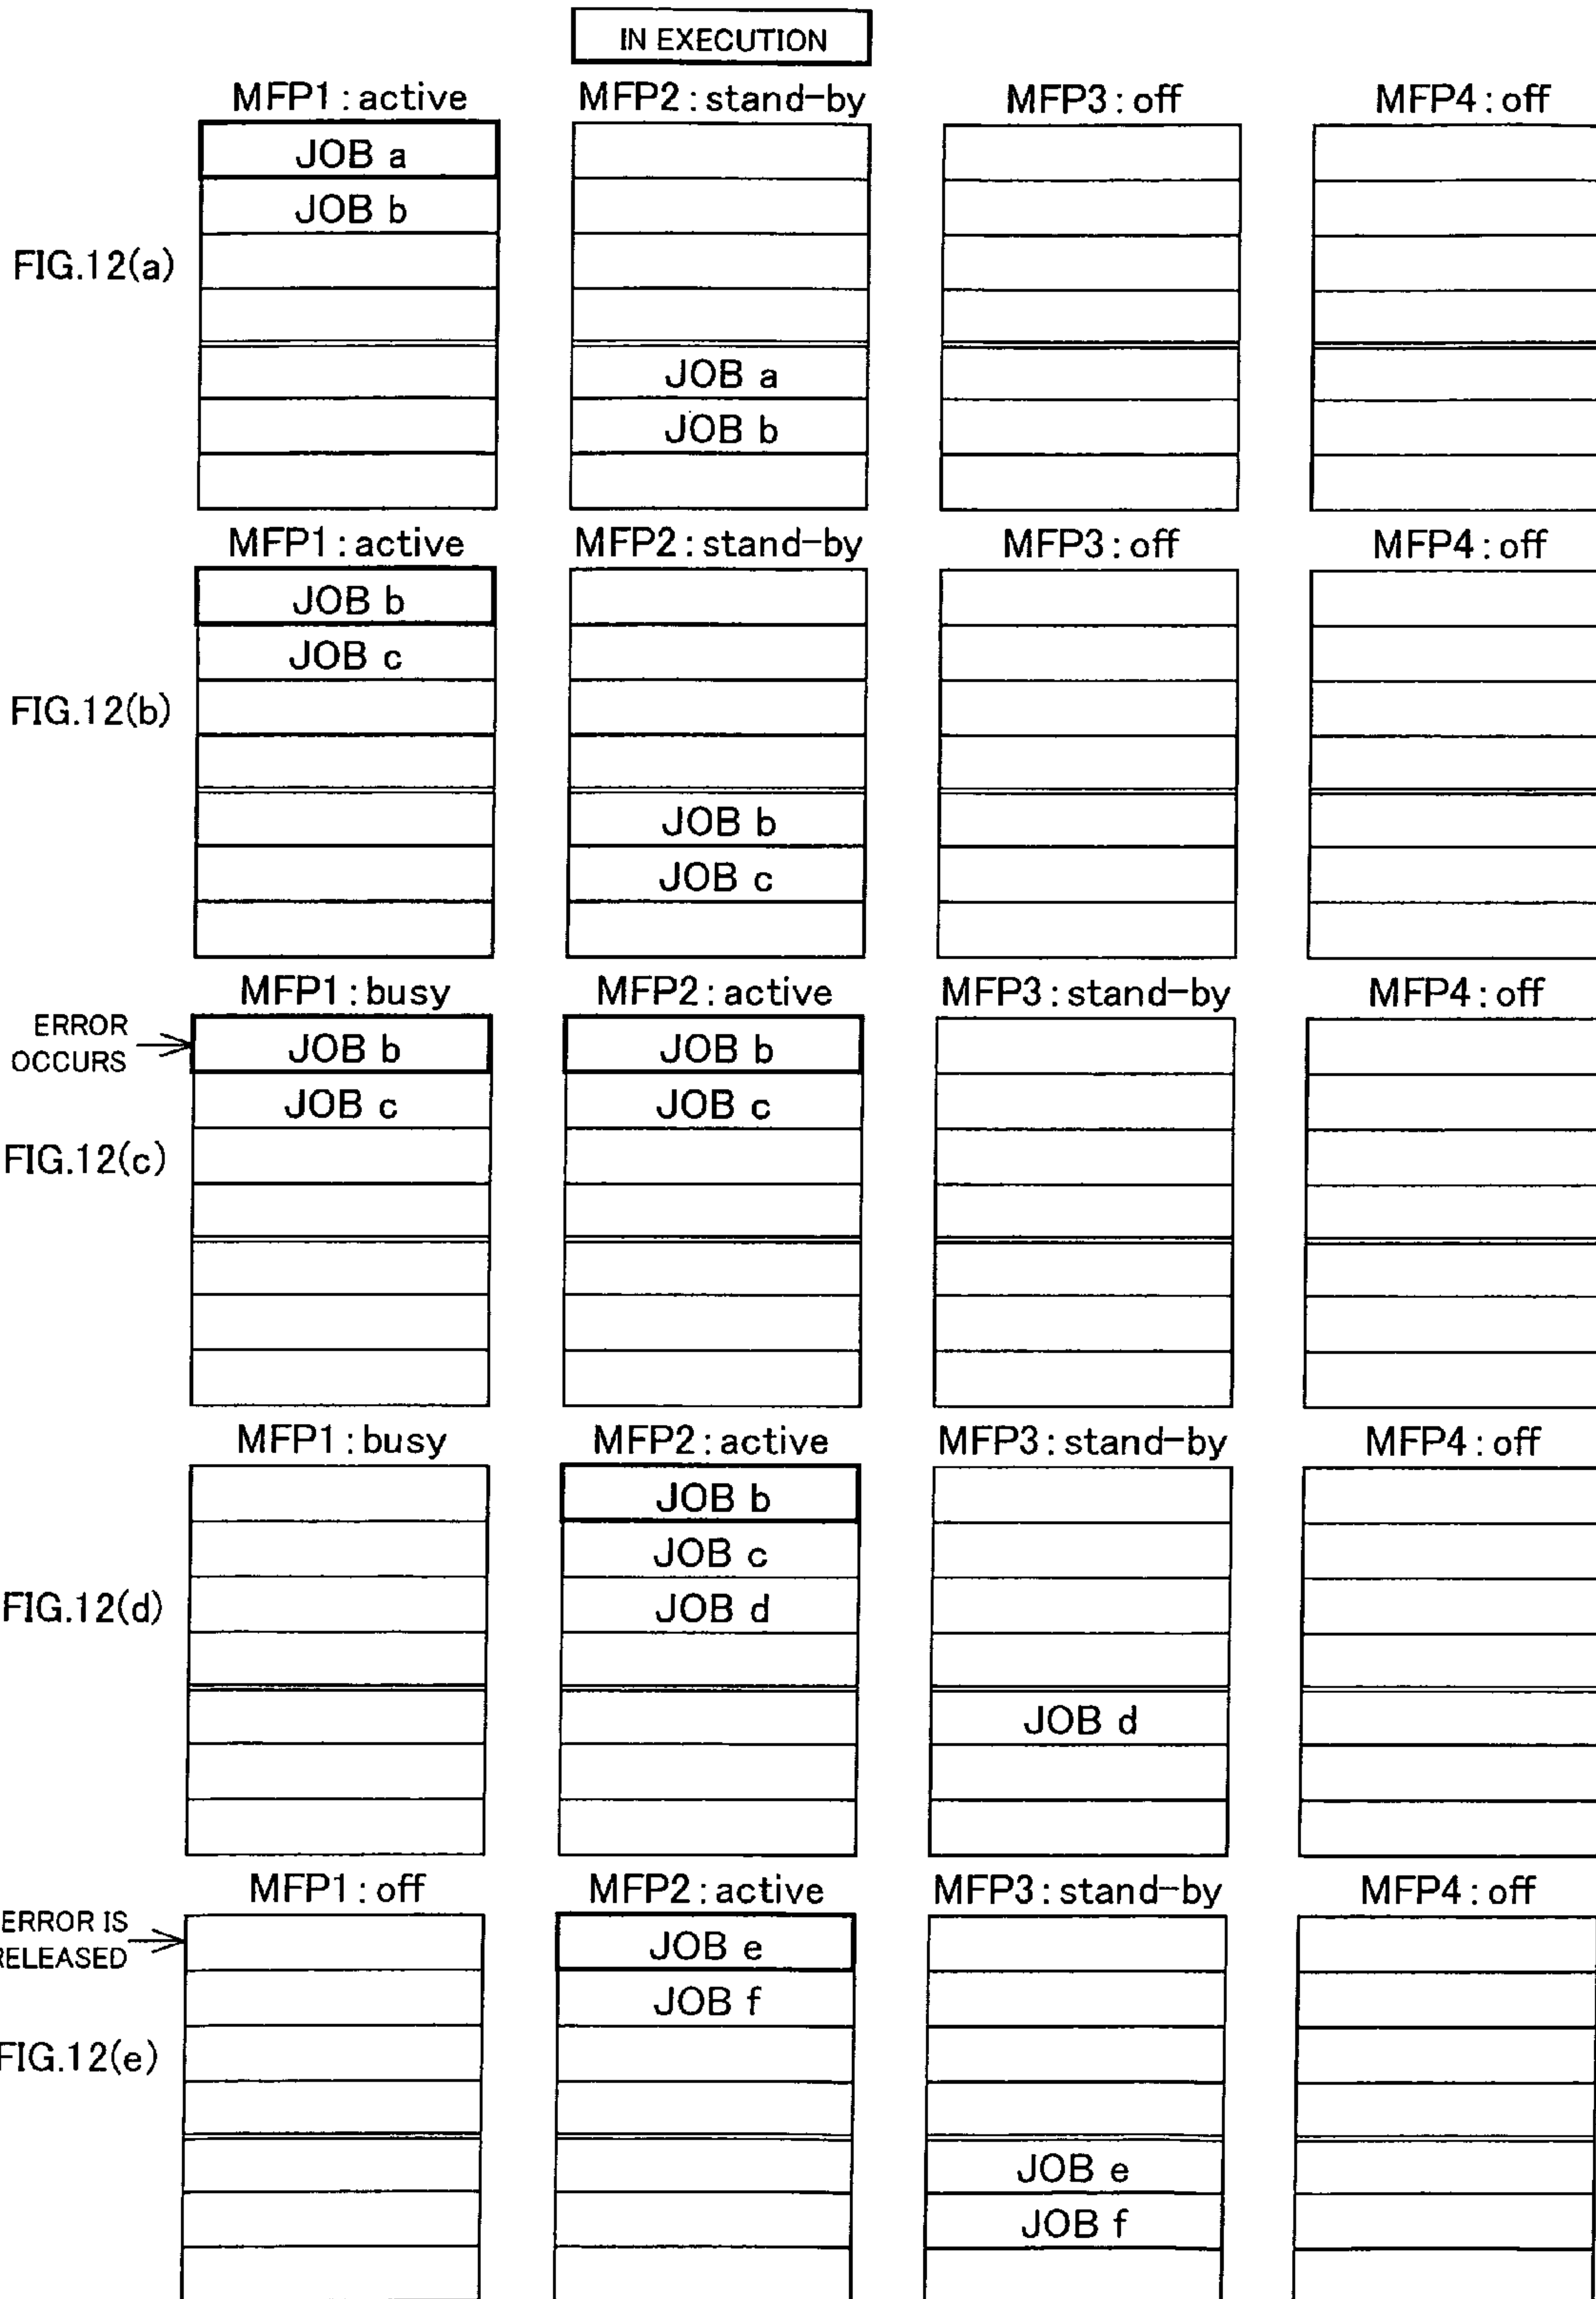 IN EXECUTION
MFP1 : active MFP2 : stand-by MFP3 : off MFP4 : off
JOB a
JOB b
FIG.12(a)
JOB a
JOB b
MFP1 : active MFP2 : stand-by MFP3 : off MFP4 : off
JOB b
JOB c
FIG.12(b)
JOB b
JOB c
MFP1 : busy MFP2 : active MFP3 : stand-by MFP4 : off
ERROR
OCCURS
JOB b JOB b
JOB c JOB c
FIG.12(c)
MFP1 : busy MFP2 : active MFP3 : stand-by MFP4 : off
JOB b
JOB c
JOB d
FIG.12(d)
JOB d
MFP1 : off MFP2 : active MFP3 : stand-by MFP4 : off
ERROR IS
RELEASED
JOB e
JOB f
FIG.12(e)
JOB e
JOB f